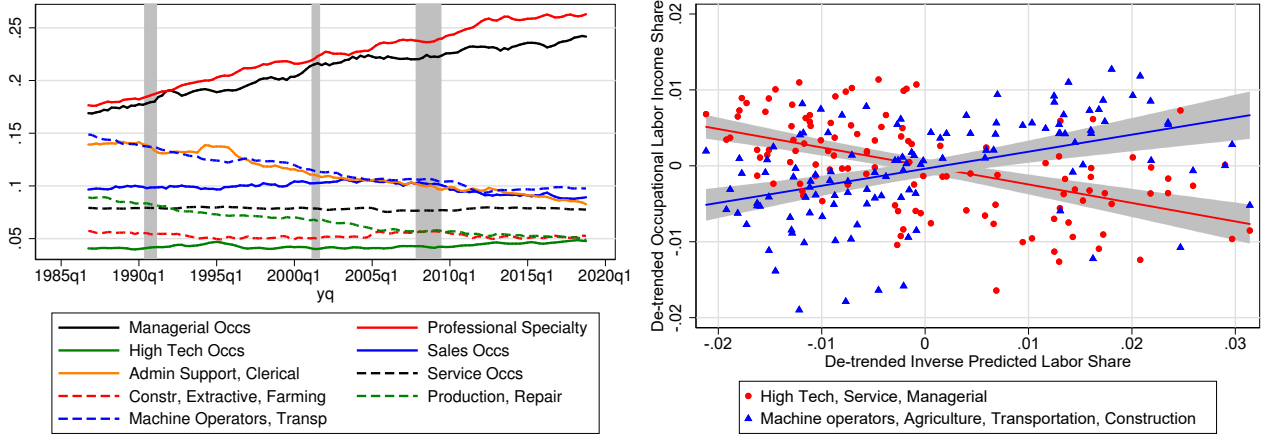 .25
.2
.15
.1
.05
1985q1 1990q1 1995q1 2000q1 2005q1 2010q1 2015q1 2020q1
yq
Managerial Occs
Professional Specialty
High Tech Occs
Sales Occs
Admin Support, Clerical
Service Occs
Constr, Extractive, Farming
Production, Repair
Machine Operators, Transp
De-trended Occupational Labor Income Share
.02
.01
0
-.01
-.02
-.02 -.01 0 .01 .02 .03
De-trended Inverse Predicted Labor Share
High Tech, Service, Managerial
Machine operators, Agriculture, Transportation, Construction